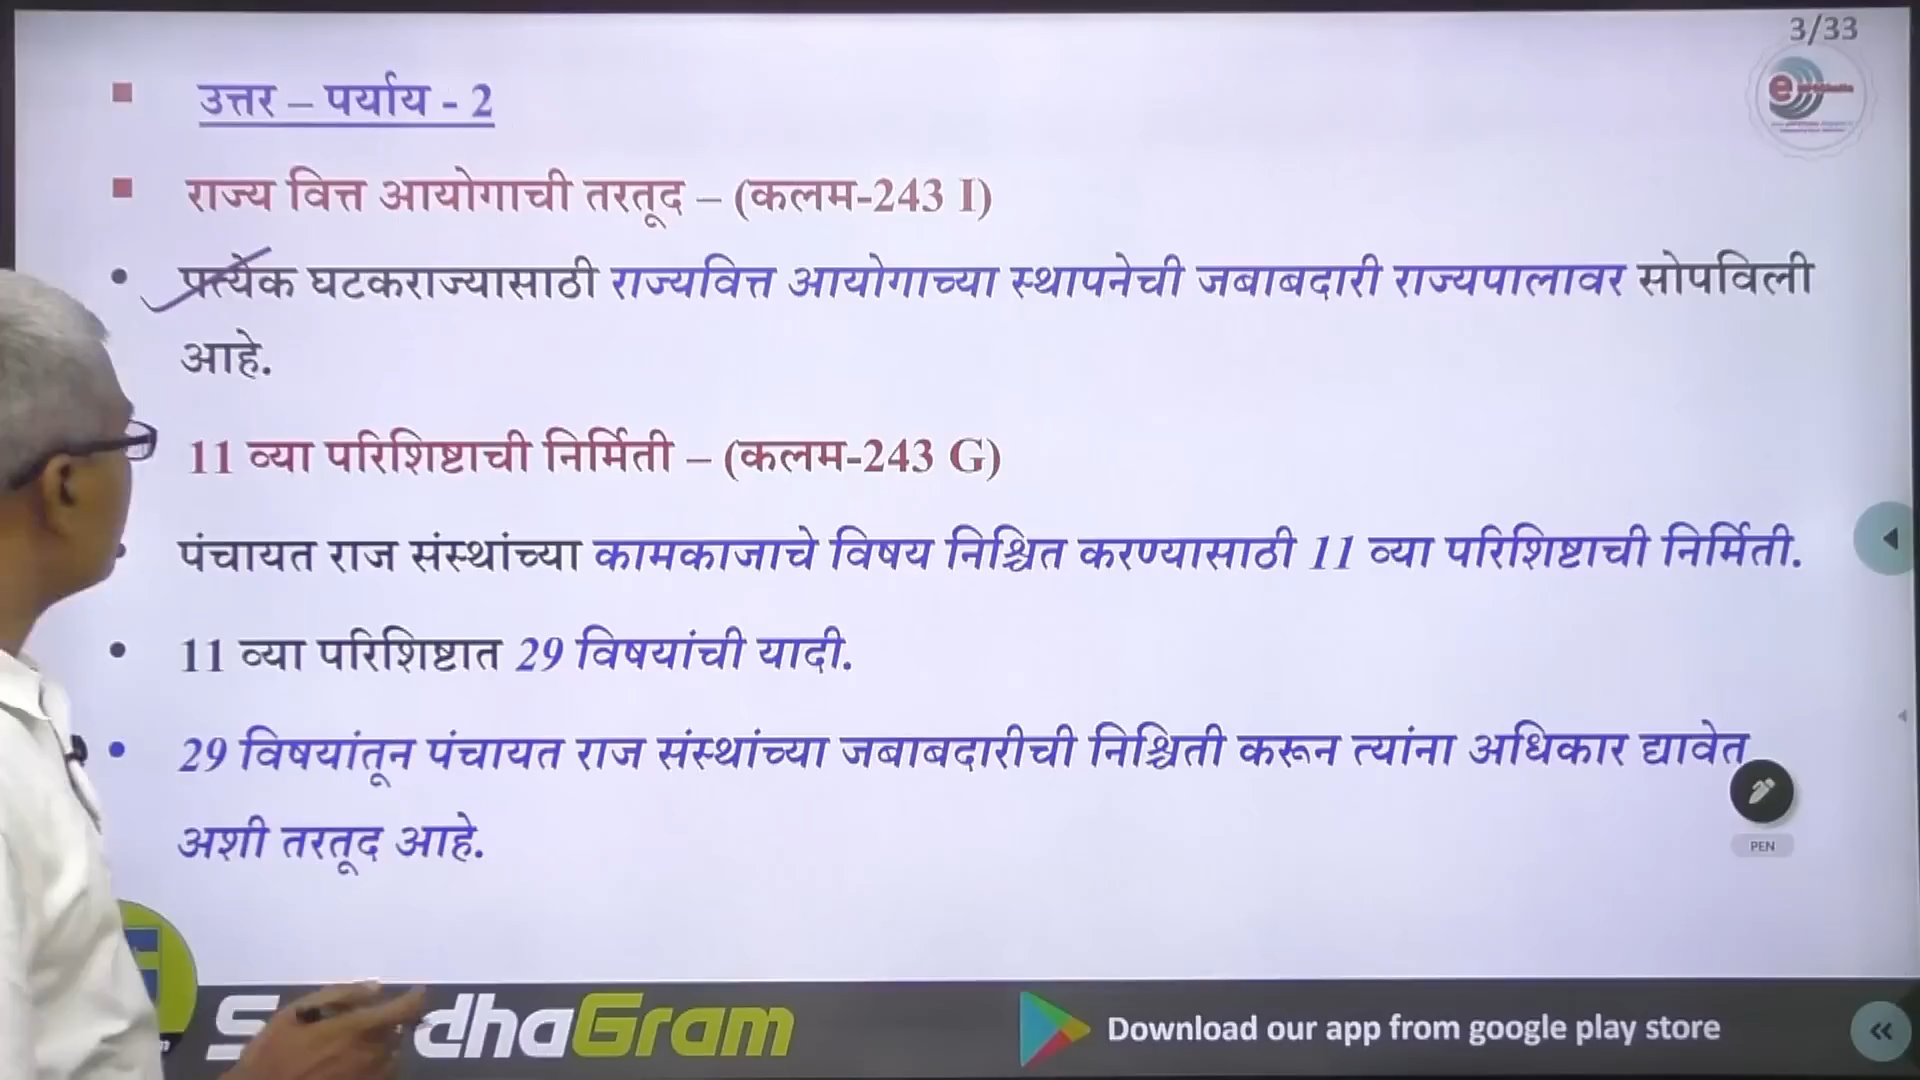 3/33
उत्तर – पर्याय - 2
राज्य वित्त आयोगाची तरतूद – (कलम-243 I)
प्रत्येक घटकराज्यासाठी राज्यवित्त आयोगाच्या स्थापनेची जबाबदारी राज्यपालावर सोपविली
आहे.
11 व्या परिशिष्टाची निर्मिती – (कलम-243 G)
पंचायत राज संस्थांच्या कामकाजाचे विषय निश्चित करण्यासाठी 11 व्या परिशिष्टाची निर्मिती.
11 व्या परिशिष्टात 29 विषयांची यादी.
29 विषयांतून पंचायत राज संस्थांच्या जबाबदारीची निश्चिती करून त्यांना अधिकार द्यावेत
अशी तरतूद आहे.
PEN
Download our app from google play store